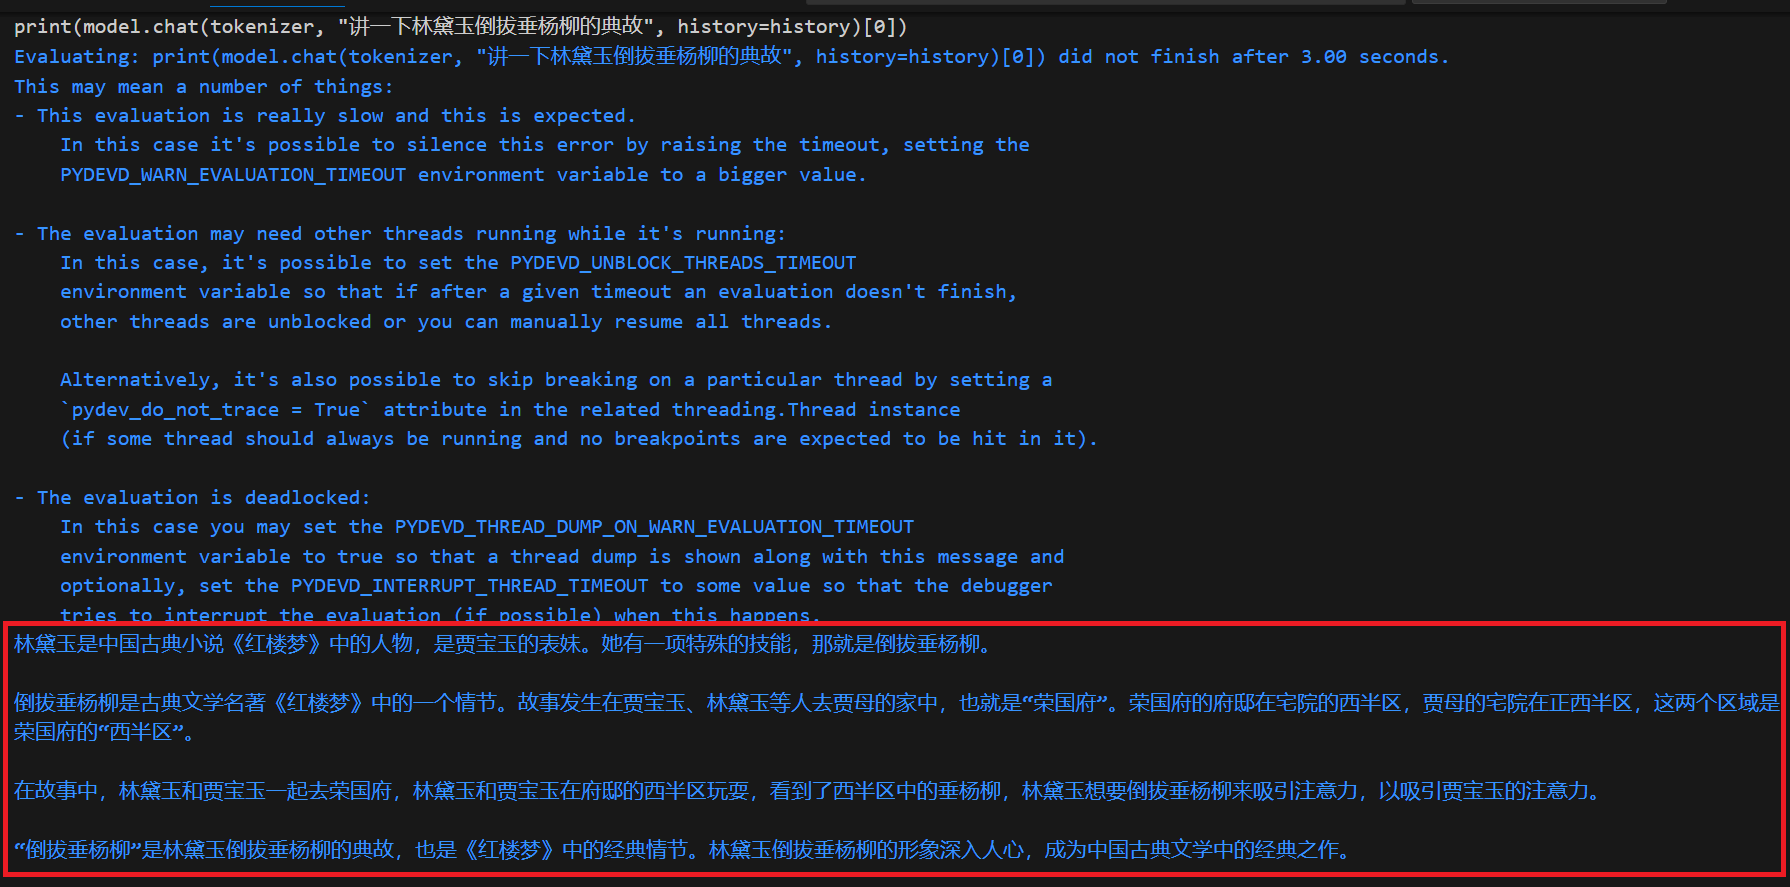 print(model.chat(tokenizer, "讲一下林黛玉倒拔垂杨柳的典故", history=history)[0])
Evaluating: print(model.chat(tokenizer, "讲一下林黛玉倒拔垂杨柳的典故", history=history)[0]) did not finish after 3.00 seconds.
This may mean a number of things:
- This evaluation is really slow and this is expected.
In this case it's possible to silence this error by raising the timeout, setting the
PYDEVD_WARN_EVALUATION_TIMEOUT environment variable to a bigger value.
- The evaluation may need other threads running while it's running:
In this case, it's possible to set the PYDEVD_UNBLOCK_THREADS_TIMEOUT
environment variable so that if after a given timeout an evaluation doesn't finish,
other threads are unblocked or you can manually resume all threads.
Alternatively, it's also possible to skip breaking on a particular thread by setting a
`pydev_do_not_trace = True` attribute in the related threading.Thread instance
(if some thread should always be running and no breakpoints are expected to be hit in it).
- The evaluation is deadlocked:
In this case you may set the PYDEVD_THREAD_DUMP_ON_WARN_EVALUATION_TIMEOUT
environment variable to true so that a thread dump is shown along with this message and
optionally, set the PYDEVD_INTERRUPT_THREAD_TIMEOUT to some value so that the debugger
tries to interrupt the evaluation (if possible) when this happens.
林黛玉是中国古典小说《红楼梦》中的人物，是贾宝玉的表妹。她有一项特殊的技能，那就是倒拔垂杨柳。
倒拔垂杨柳是古典文学名著《红楼梦》中的一个情节。故事发生在贾宝玉、林黛玉等人去贾母的家中，也就是“荣国府”。荣国府的府邸在宅院的西半区，贾母的宅院在正西半区，这两个区域是
荣国府的“西半区”。
在故事中，林黛玉和贾宝玉一起去荣国府，林黛玉和贾宝玉在府邸的西半区玩耍，看到了西半区中的垂杨柳，林黛玉想要倒拔垂杨柳来吸引注意力，以吸引贾宝玉的注意力。
“倒拔垂杨柳”是林黛玉倒拔垂杨柳的典故，也是《红楼梦》中的经典情节。林黛玉倒拔垂杨柳的形象深入人心，成为中国古典文学中的经典之作。